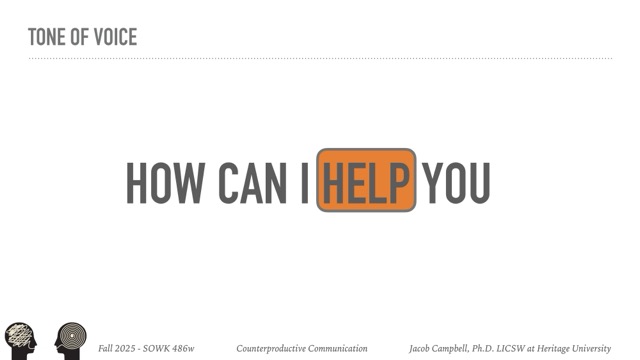 TONE OF VOICE
HOW CAN I HELP YOU
Fall 2025 - SOWK 486w Counterproductive Communication Jacob Campbell, Ph.D. LICSW at Heritage University